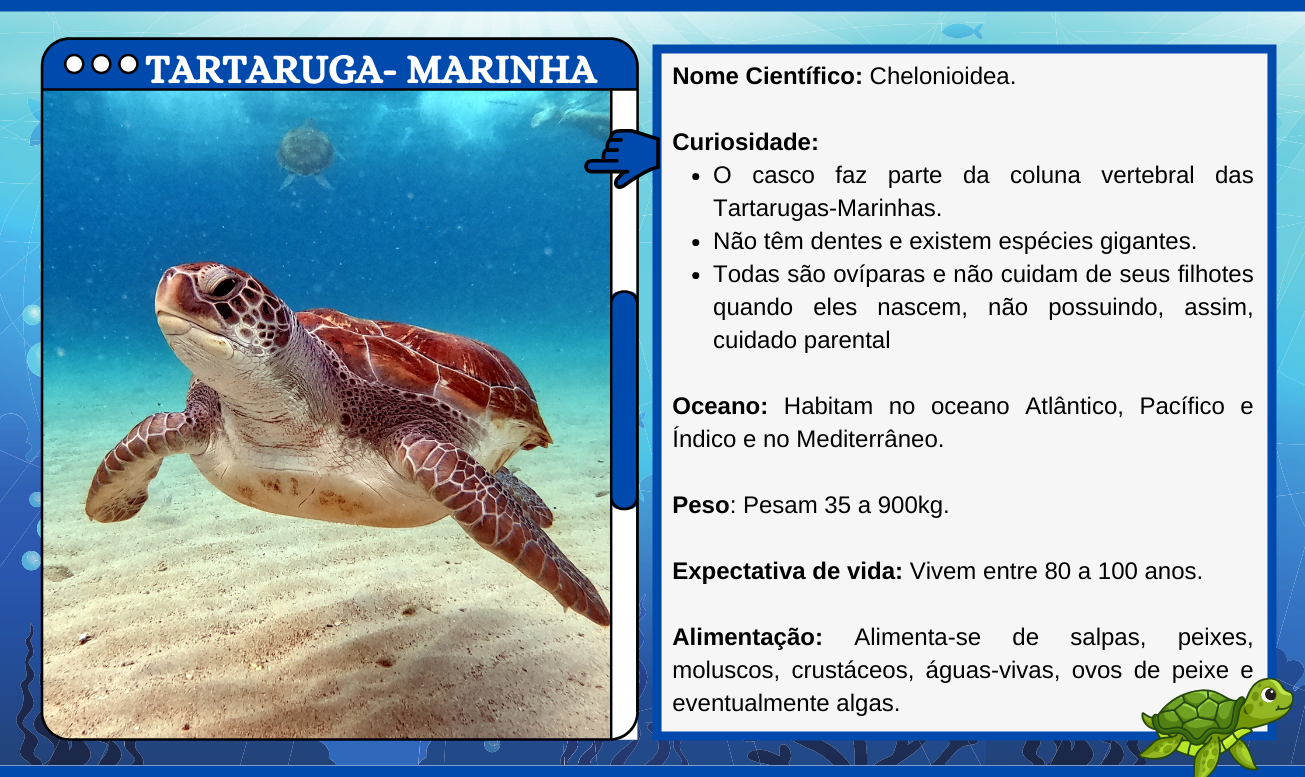 TARTARUGA- MARINHA
Nome Científico: Chelonioidea.
Curiosidade:
• O casco faz parte da coluna vertebral das
Tartarugas-Marinhas.
• Não têm dentes e existem espécies gigantes.
• Todas são ovíparas e não cuidam de seus filhotes
quando eles nascem, não possuindo, assim,
cuidado parental
Oceano: Habitam no oceano Atlântico, Pacífico e
Índico e no Mediterrâneo.
Peso: Pesam 35 a 900kg.
Expectativa de vida: Vivem entre 80 a 100 anos.
Alimentação: Alimenta-se de salpas, peixes,
moluscos, crustáceos, águas-vivas, ovos de peixe e
eventualmente algas.